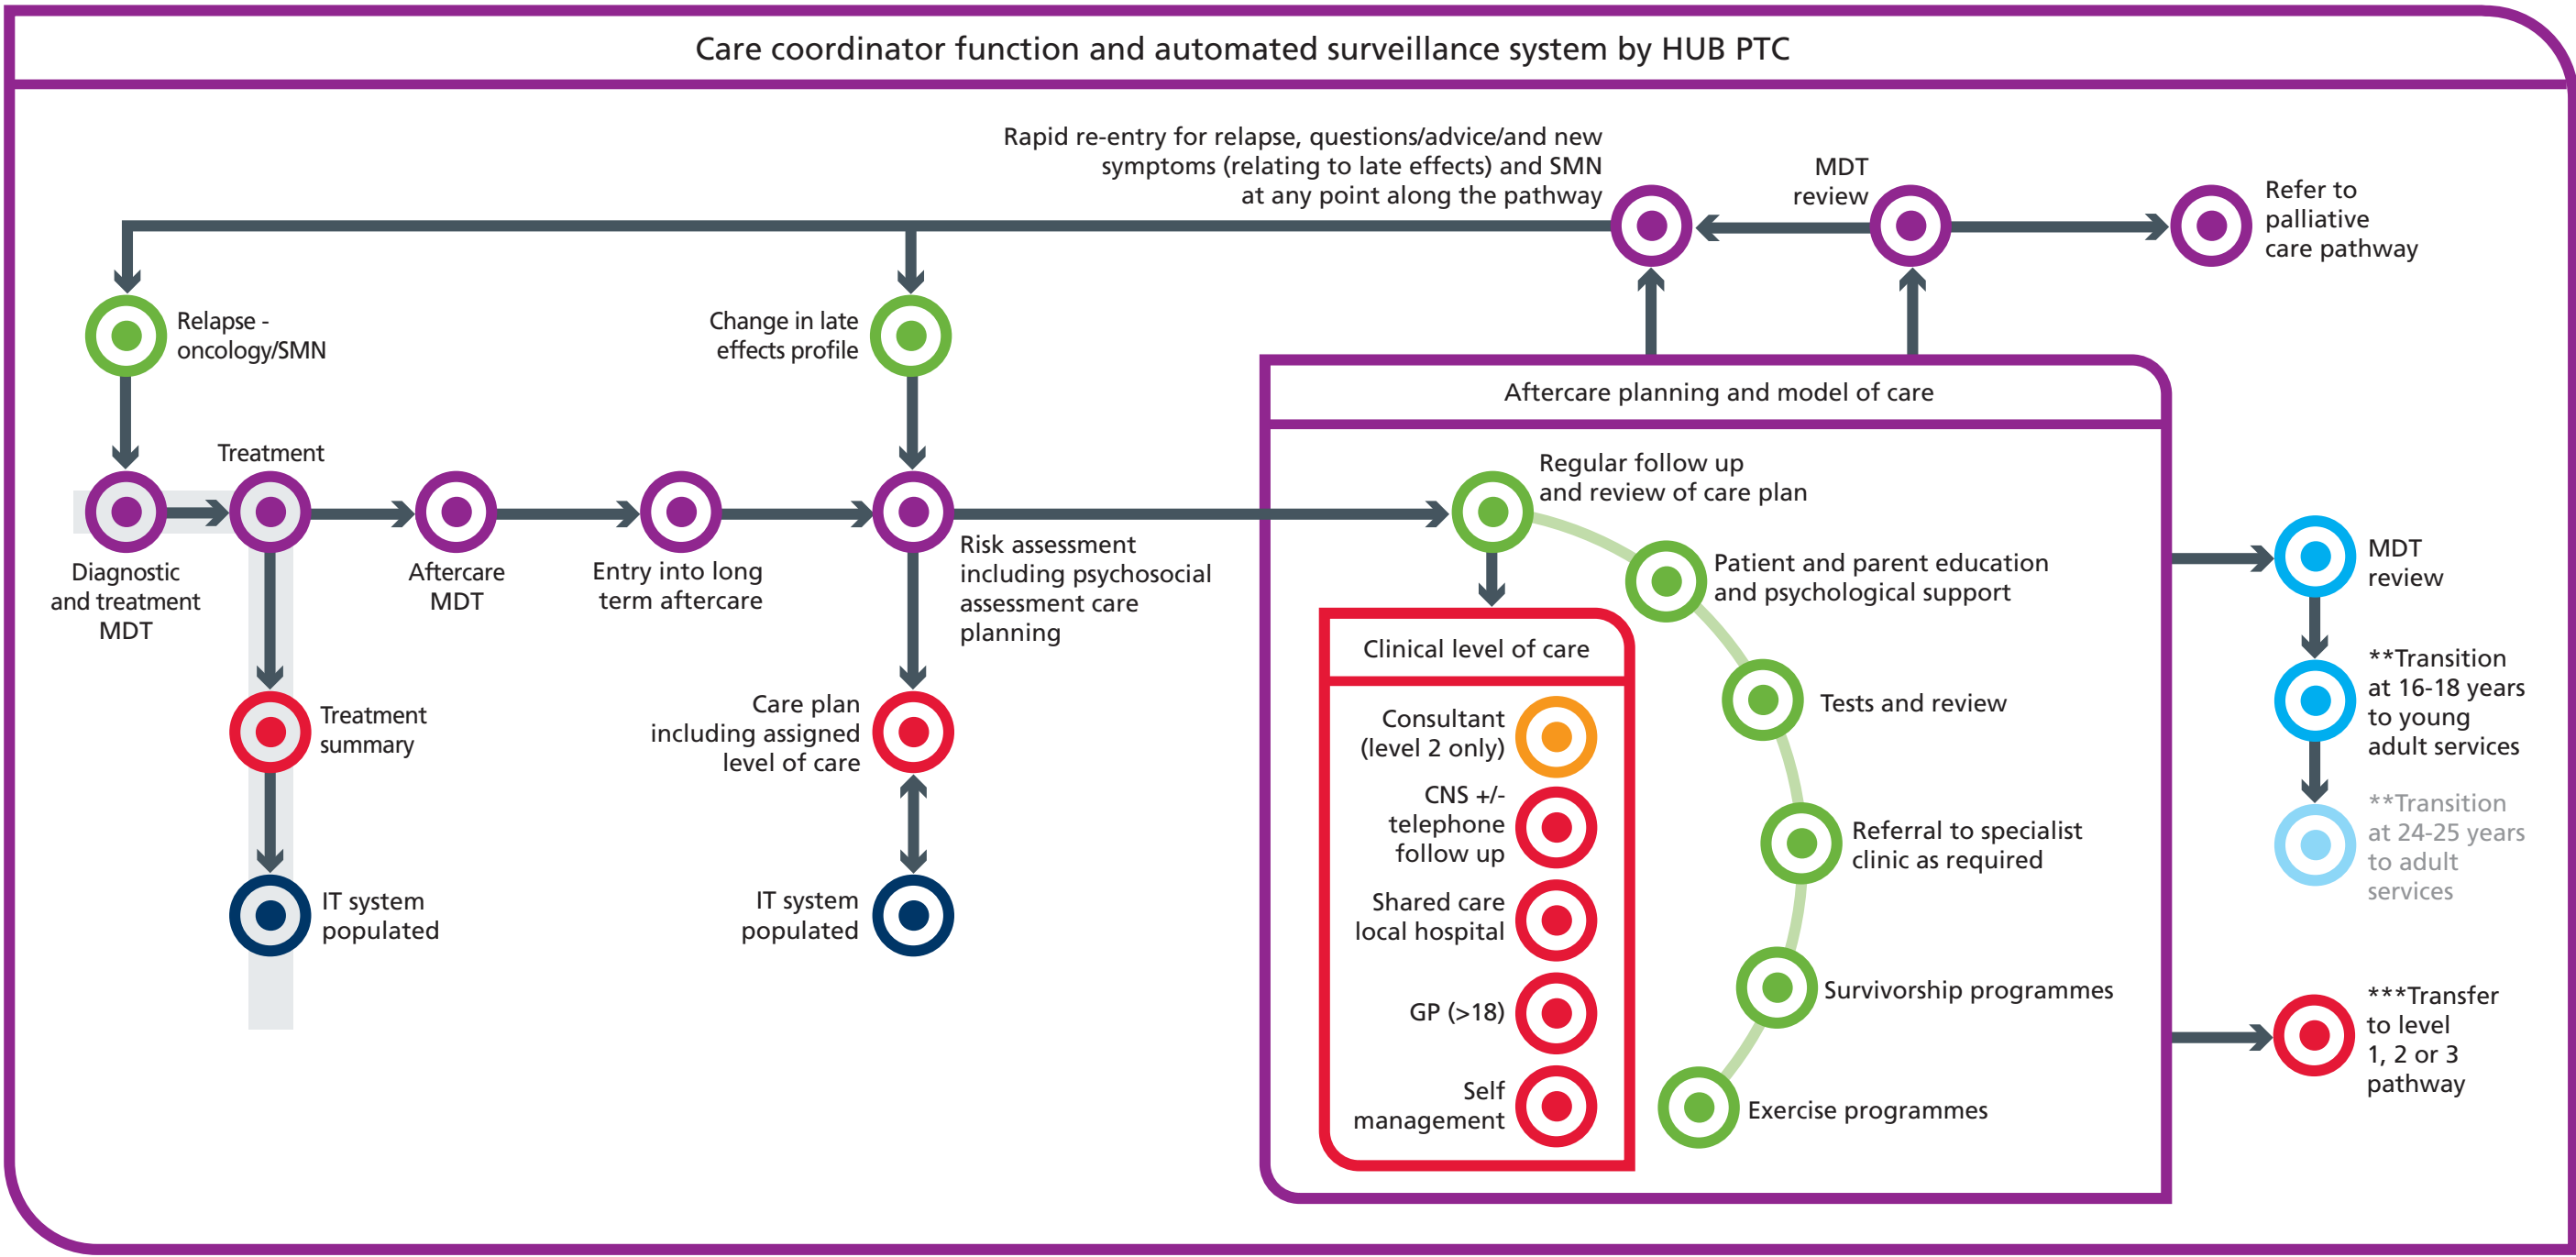 Care coordinator function and automated surveillance system by HUB PTC
Rapid re-entry for relapse, questions/advice/and new
symptoms (relating to late effects) and SMN
at any point along the pathway
MDT
review
Refer to
palliative
care pathway
Relapse -
oncology/SMN
Change in late
effects profile
Aftercare planning and model of care
Treatment
Diagnostic
and treatment
MDT
Aftercare
MDT
Entry into long
term aftercare
Risk assessment
including psychosocial
assessment care
planning
Regular follow up
and review of care plan
Patient and parent education
and psychological support
Tests and review
Referral to specialist
clinic as required
Survivorship programmes
Exercise programmes
Clinical level of care
Consultant
(level 2 only)
CNS +/-
telephone
follow up
Shared care
local hospital
GP (>18)
Self
management
Treatment
summary
IT system
populated
Care plan
including assigned
level of care
IT system
populated
MDT
review
**Transition
at 16-18 years
to young
adult services
**Transition
at 24-25 years
to adult
services
***Transfer
to level
1, 2 or 3
pathway